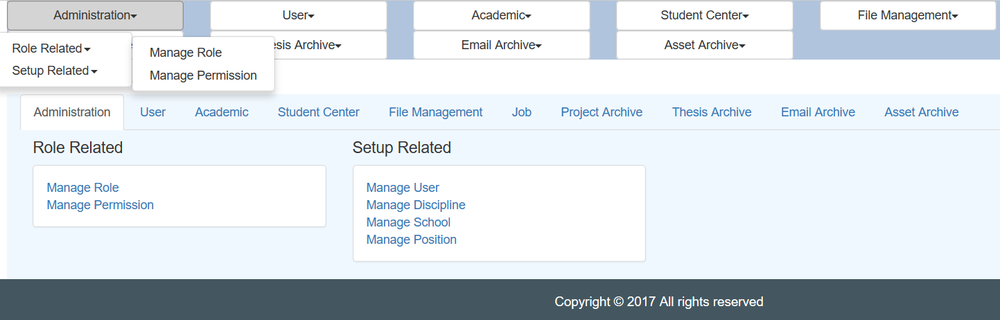 Administration User Academic Student Center File Management
esis Archive Email Archive Asset Archive
Role Related
Setup Related
Manage Role
Manage Permission
Administration User Academic Student Center File Management Job Project Archive Thesis Archive Email Archive Asset Archive
Role Related Setup Related
Manage Role
Manage Permission
Manage User
Manage Discipline
Manage School
Manage Position
Copyright © 2017 All rights reserved